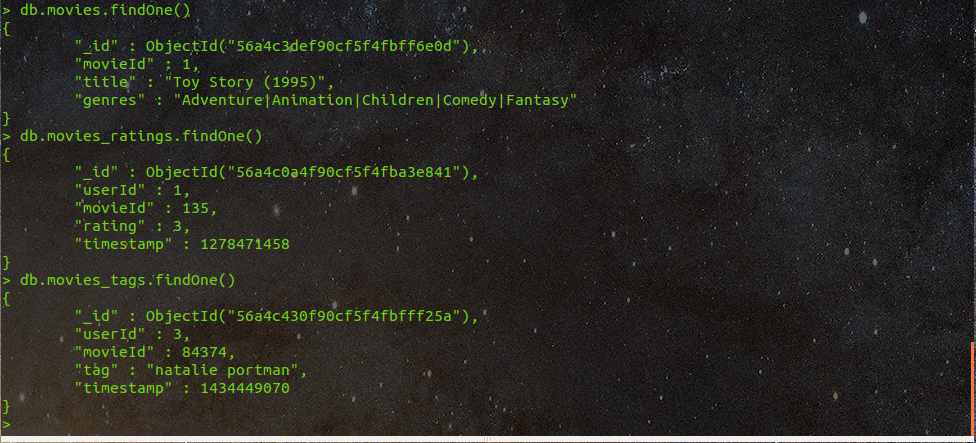 > db.movies.findOne()
{
        "_id" : ObjectId("56a4c3def90cf5f4fbff6e0d"),
        "movieId" : 1,
        "title" : "Toy Story (1995)",
        "genres" : "Adventure|Animation|Children|Comedy|Fantasy"
}
> db.movies_ratings.findOne()
{
        "_id" : ObjectId("56a4c0a4f90cf5f4fba3e841"),
        "userId" : 1,
        "movieId" : 135,
        "rating" : 3,
        "timestamp" : 1278471458
}
> db.movies_tags.findOne()
{
        "_id" : ObjectId("56a4c430f90cf5f4fbfff25a"),
        "userId" : 3,
        "movieId" : 84374,
        "tag" : "natalie portman",
        "timestamp" : 1434449070
}
>